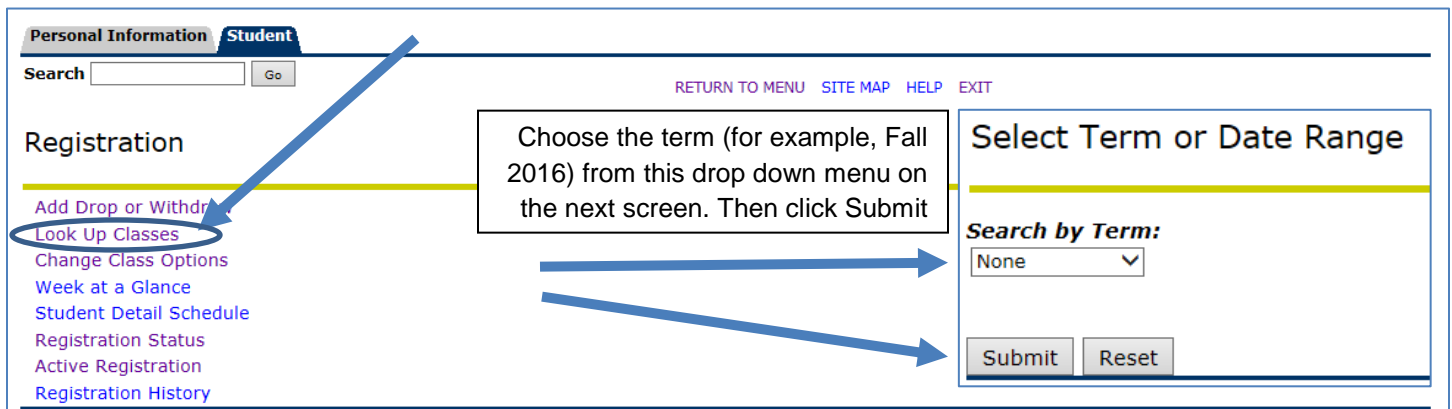 Personal Information Student
Search Go
RETURN TO MENU SITE MAP HELP EXIT
Registration
Add Drop or Withdraw
Look Up Classes
Change Class Options
Week at a Glance
Student Detail Schedule
Registration Status
Active Registration
Registration History
Choose the term (for example, Fall
2016) from this drop down menu on
the next screen. Then click Submit
Select Term or Date Range
Search by Term:
None
Submit Reset